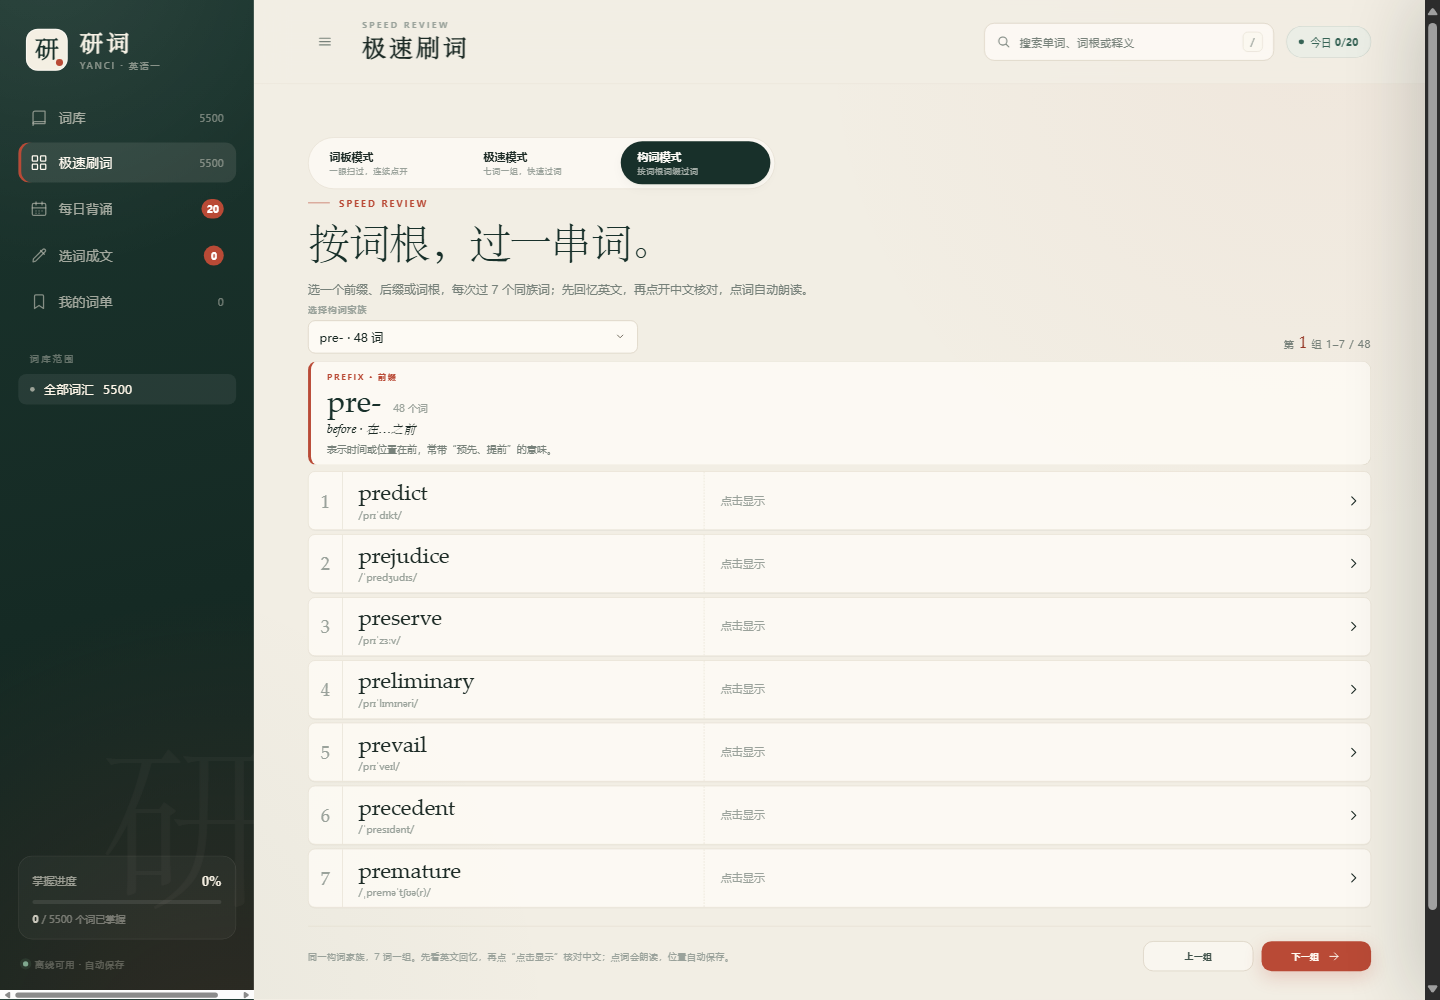 研
研词
YANCI · 英语一
词库 5500
极速刷词 5500
每日背诵 20
选词成文 0
我的词单 0
词库范围
全部词汇 5500
研
掌握进度 0%
0 / 5500 个词已掌握
离线可用 · 自动保存
SPEED REVIEW
极速刷词
搜索单词、词根或释义 /
今日 0/20
词板模式
一眼扫过，连续点开
极速模式
七词一组，快速过词
构词模式
按词根词缀过词
SPEED REVIEW
按词根，过一串词。
选一个前缀、后缀或词根，每次过 7 个同族词；先回忆英文，再点开中文核对，点词自动朗读。
选择构词家族
pre- · 48 词
第 1 组 1–7 / 48
PREFIX · 前缀
pre- 48 个词
before · 在…之前
表示时间或位置在前，常带“预先、提前”的意味。
1 predict 点击显示
/prɪˈdɪkt/
2 prejudice 点击显示
/ˈpredʒudɪs/
3 preserve 点击显示
/prɪˈzɜːv/
4 preliminary 点击显示
/prɪˈlɪmɪnəri/
5 prevail 点击显示
/prɪˈveɪl/
6 precedent 点击显示
/ˈpresɪdənt/
7 premature 点击显示
/ˌpreməˈtʃʊə(r)/
同一构词家族，7 词一组。先看英文回忆，再点“点击显示”核对中文；点词会朗读，位置自动保存。
上一组
下一组 →